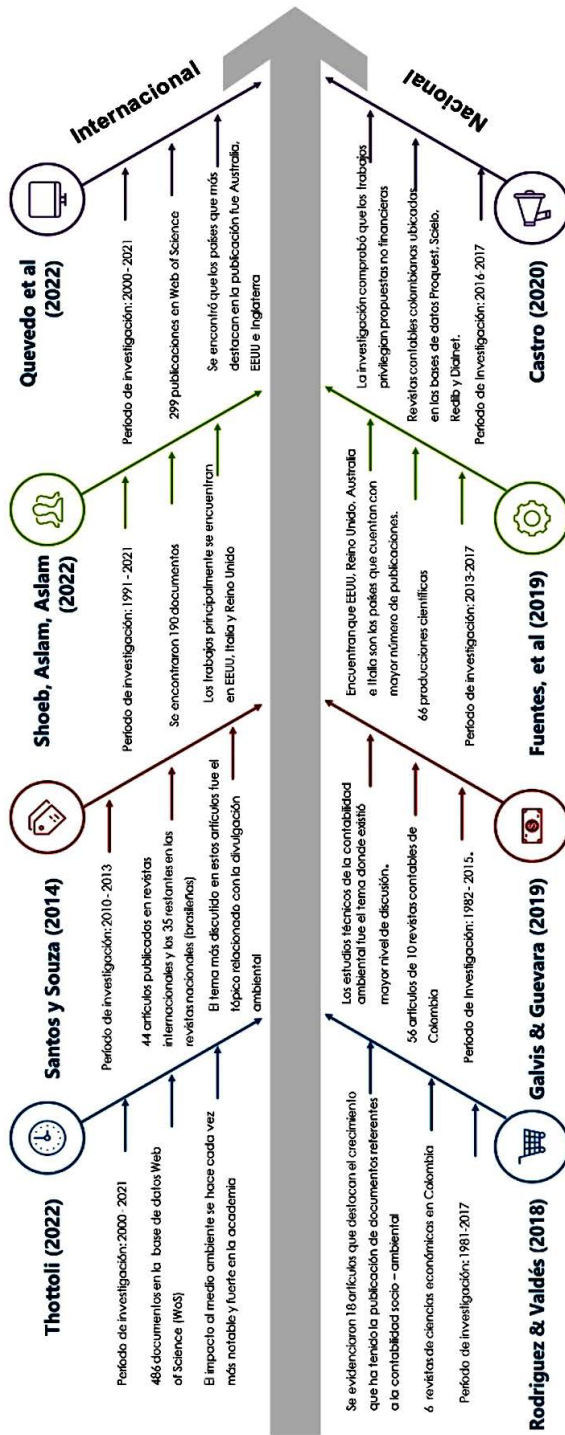 Internacional
Thottoli (2022)
Período de investigación: 2000 - 2021
486 documentos en la base de datos Web
of Science (WoS)
El impacto al medio ambiente se hace cada vez
más notable y fuerte en la academia
Santos y Souza (2014)
Período de investigación: 2010 - 2013
44 artículos publicados en revistas
internacionales y los 35 restantes en las
revistas nacionales (brasileñas)
El tema más discutido en estos artículos fue el
tópico relacionado con la divulgación
ambiental
Shoeb, Aslam, Aslam
(2022)
Período de investigación: 1991 - 2021
Se encontraron 190 documentos
Los trabajos principalmente se encuentran
en EEUU, Italia y Reino Unido
Quevedo et al
(2022)
Período de investigación: 2000 - 2021
299 publicaciones en Web of Science
Se encontró que los países que más
destacan en la publicación fue Australia,
EEUU e Inglaterra
Nacional
Se evidenciaron 18 artículos que destacan el crecimiento
que ha tenido la publicación de documentos referentes
a la contabilidad socio – ambiental
6 revistas de ciencias económicas en Colombia
Período de investigación: 1981-2017
Rodriguez & Valdés (2018)
Los estudios técnicos de la contabilidad
ambiental fue el tema donde existió
mayor nivel de discusión.
56 artículos de 10 revistas contables de
Colombia
Período de Investigación: 1982 - 2015.
Galvis & Guevara (2019)
Encuentran que EEUU, Reino Unido, Australia
e Italia son los países que cuentan con
mayor número de publicaciones.
66 producciones científicas
Período de investigación: 2013-2017
Fuentes, et al (2019)
La investigación comprobó que los trabajos
privilegian propuestas no financieras
Revistas contables colombianas ubicadas
en las bases de datos Proquest, Scielo,
Redib y Dialnet.
Período de Investigación: 2016-2017
Castro (2020)